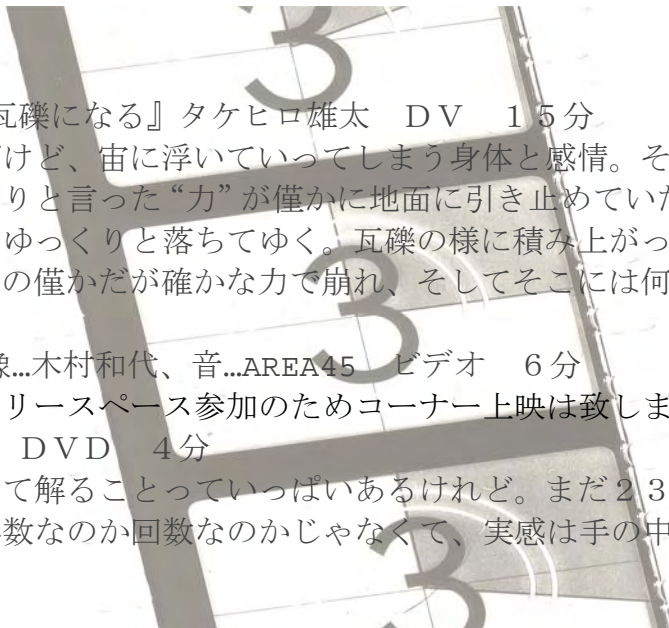 3
瓦礫になる』タケヒロ雄太 DV 15分
だけど、宙に浮いていってしまう身体と感情。そ
りと言った“力”が僅かに地面に引き止めていた
ゆっくりと落ちてゆく。瓦礫の様に積み上がっ
の僅かだが確かな力で崩れ、そしてそこには何
3
像…木村和代、音…AREA45 ビデオ 6分
リースペース参加のためコーナー上映は致しま
DVD 4分
て解ることっていっぱいあるけれど。まだ23
数なのか回数なのかじゃなくて、実感は手の中
3